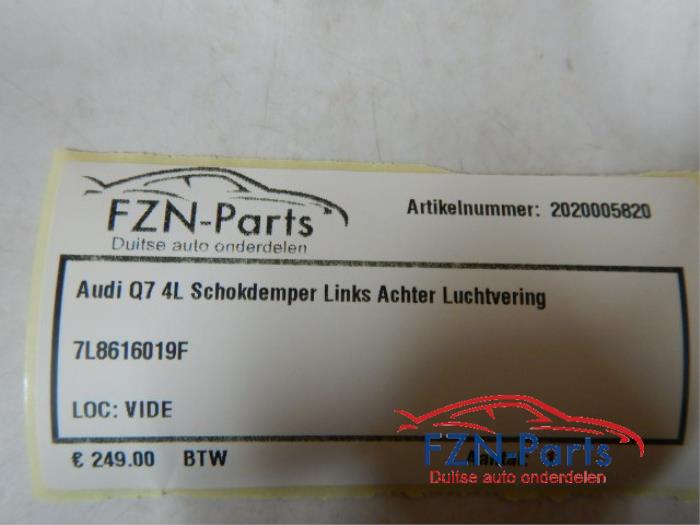 FZN-Parts
Duitse auto onderdelen
Artikelnummer: 2020005820
Audi Q7 4L Schokdemper Links Achter Luchtvering
7L8616019F
LOC: VIDE
€ 249.00 BTW
Aantal:
FZN-Parts
Duitse auto onderdelen